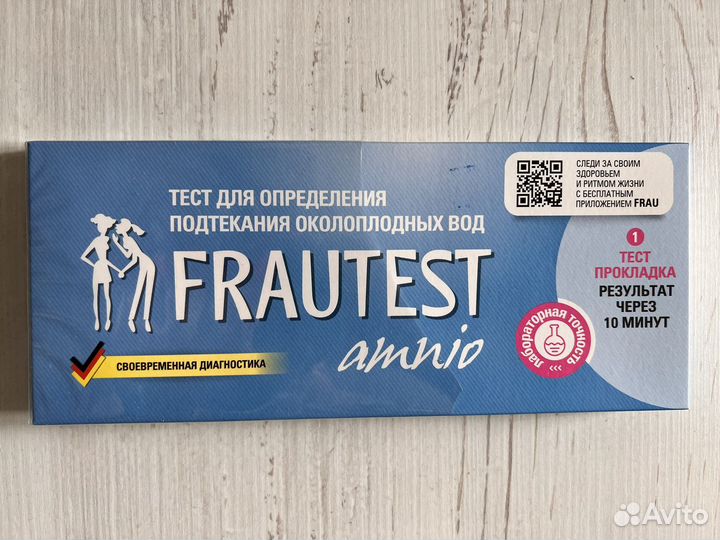 ТЕСТ ДЛЯ ОПРЕДЕЛЕНИЯ
ПОДТЕКАНИЯ ОКОЛОПЛОДНЫХ ВОД
FRAUTEST
amnio
СВОЕВРЕМЕННАЯ ДИАГНОСТИКА
СЛЕДИ ЗА СВОИМ
ЗДОРОВЬЕМ
И РИТМОМ ЖИЗНИ
С БЕСПЛАТНЫМ
ПРИЛОЖЕНИЕМ FRAU
1
ТЕСТ
ПРОКЛАДКА
РЕЗУЛЬТАТ
ЧЕРЕЗ
10 МИНУТ
лабораторная точность
‹‹‹
Avito